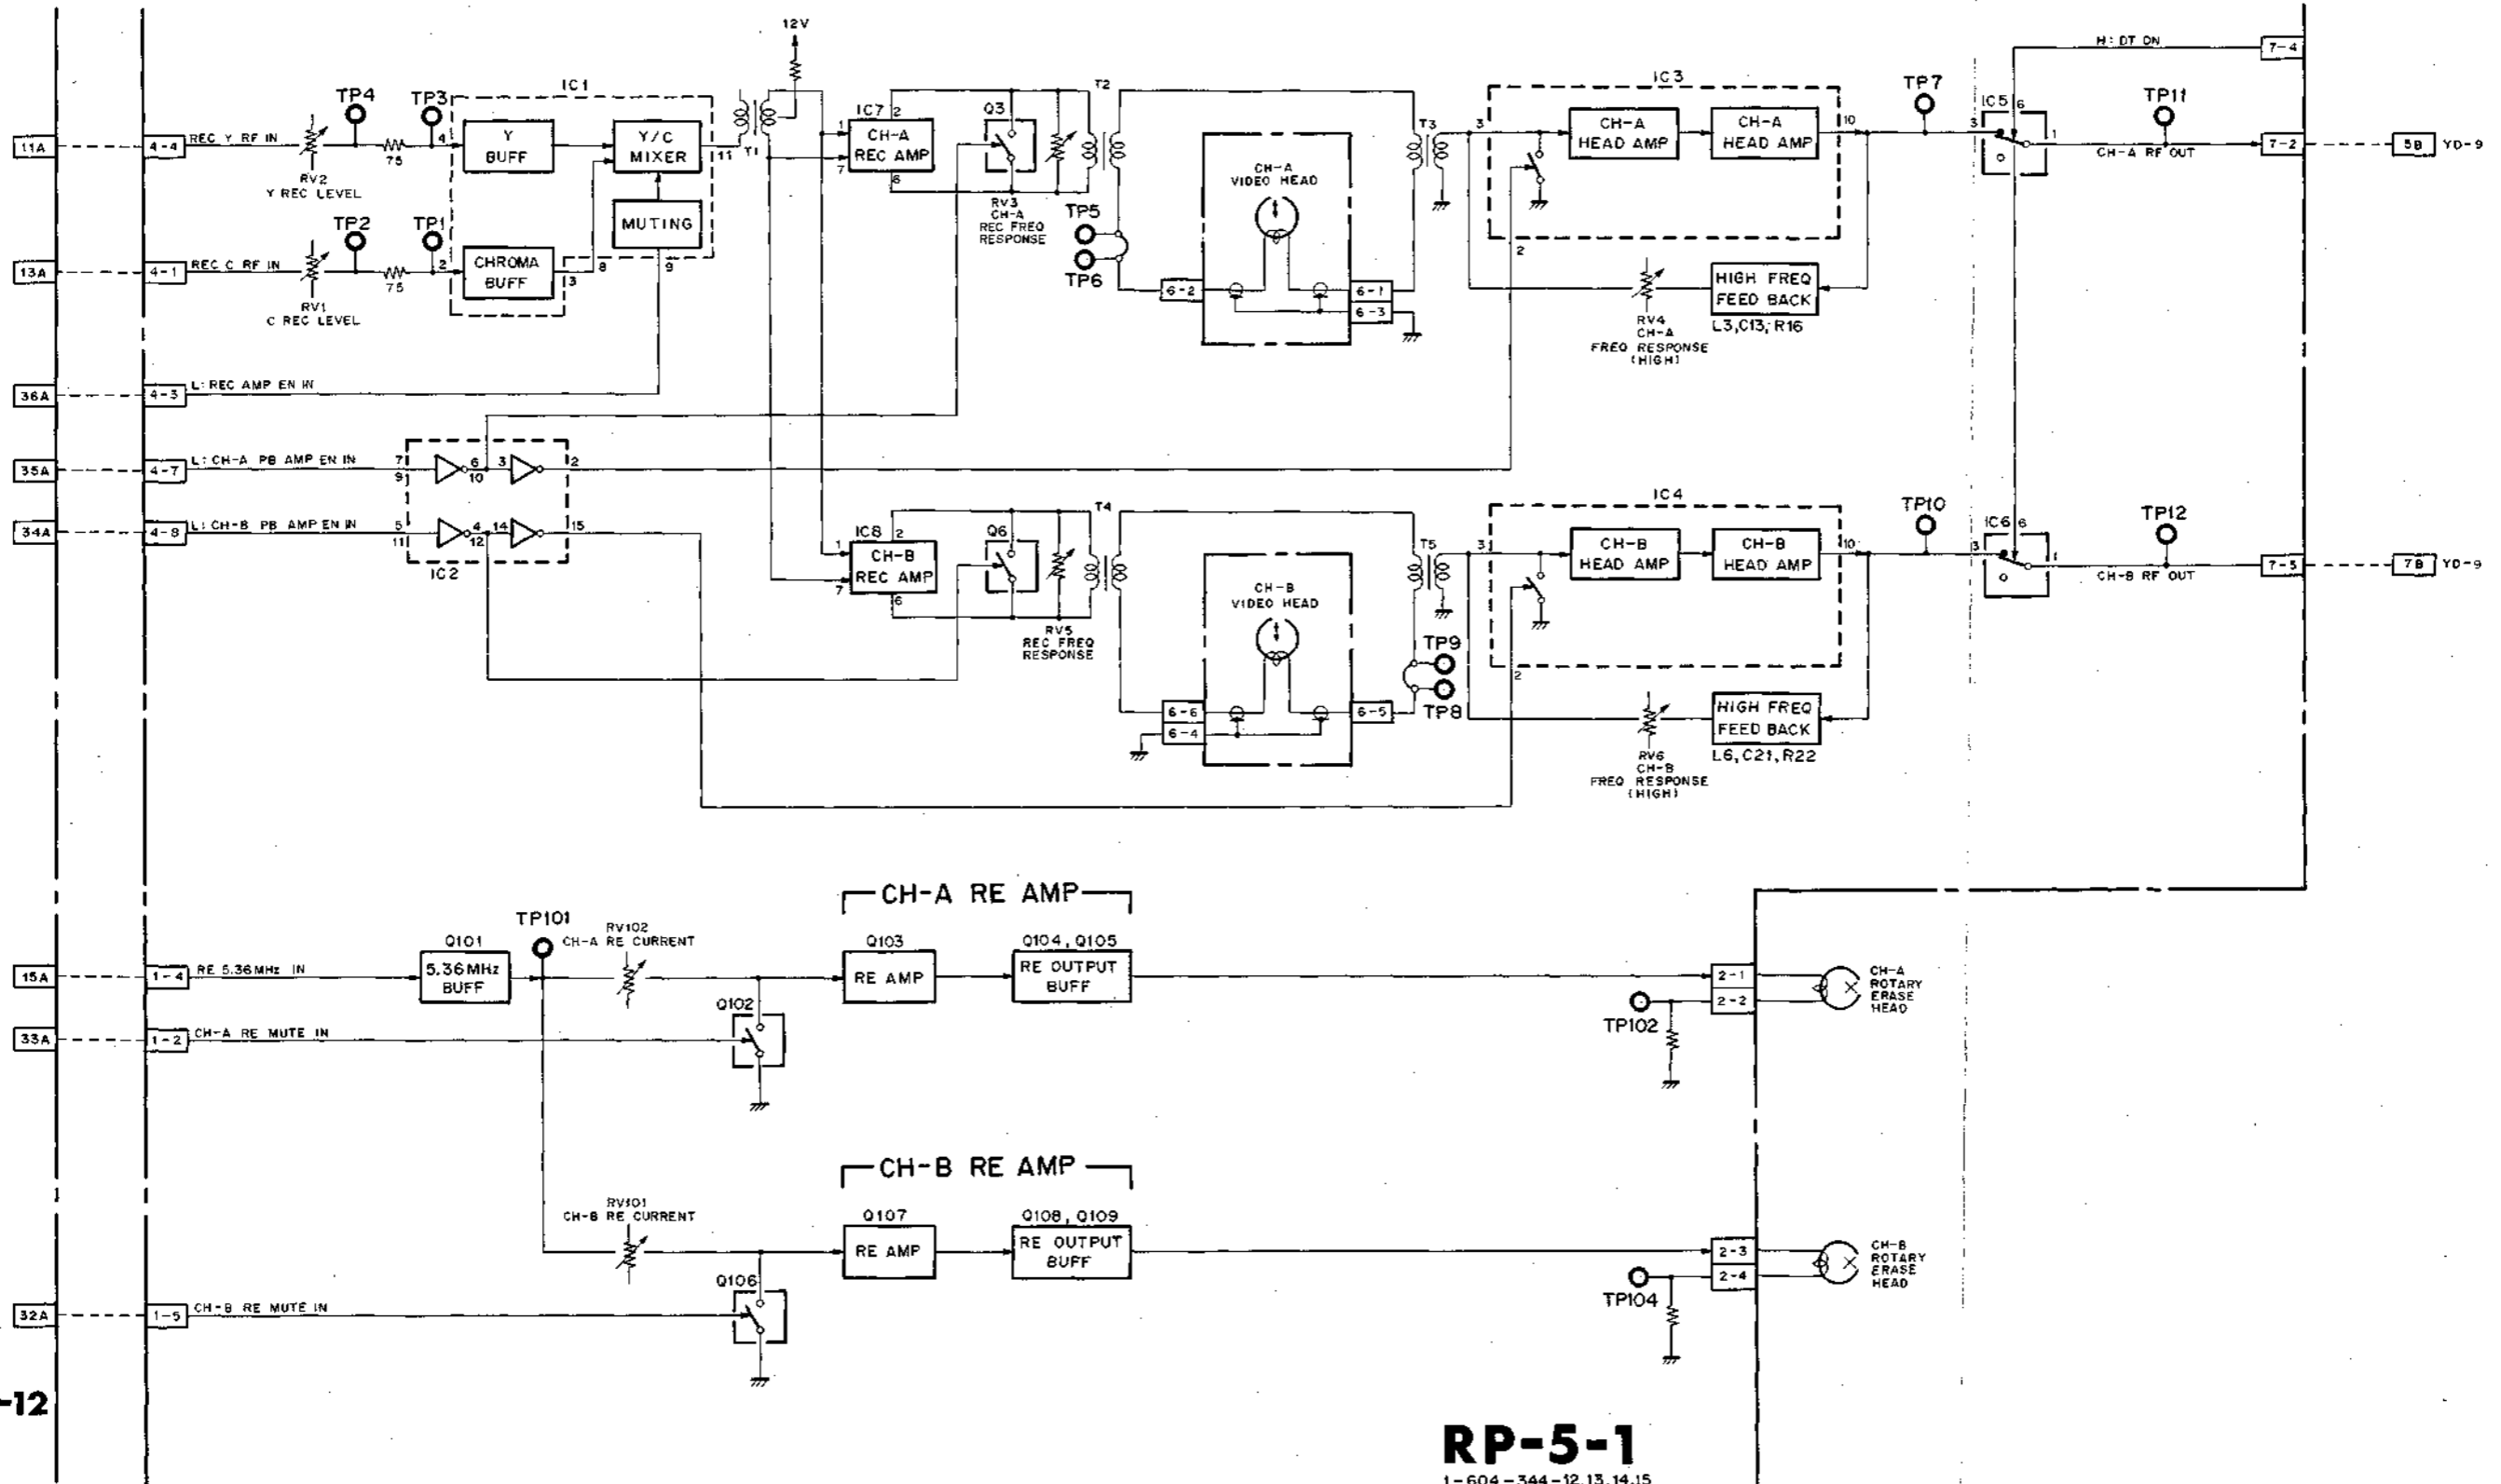 12V
H: DT ON
7-4
IC1
TP4
TP3
11A
4-4
REC Y RF IN
RV2
Y REC LEVEL
75
4
Y
BUFF
Y/C
MIXER
11
T1
MUTING
TP2
TP1
13A
4-1
REC C RF IN
RV1
C REC LEVEL
75
2
CHROMA
BUFF
3
8
9
IC7
2
1
7
CH-A
REC AMP
6
Q3
RV3
CH-A
REC FREQ
RESPONSE
T2
TP5
TP6
CH-A
VIDEO HEAD
6-2
6-1
6-3
T3
IC3
3
CH-A
HEAD AMP
CH-A
HEAD AMP
10
2
TP7
IC5
6
3
1
TP11
CH-A RF OUT
7-2
5B
YD-9
RV4
CH-A
FREQ RESPONSE
(HIGH)
HIGH FREQ
FEED BACK
L3,C13,R16
36A
4-3
L: REC AMP EN IN
35A
4-7
L: CH-A PB AMP EN IN
7
9
6
10
3
2
34A
4-8
L: CH-B PB AMP EN IN
5
11
4
12
14
15
IC2
IC8
2
1
7
CH-B
REC AMP
6
Q6
RV5
REC FREQ
RESPONSE
T4
CH-B
VIDEO HEAD
6-6
6-4
6-5
T5
TP9
TP8
IC4
3
CH-B
HEAD AMP
CH-B
HEAD AMP
10
2
TP10
IC6
6
3
1
TP12
CH-B RF OUT
7-5
7B
YD-9
RV6
CH-B
FREQ RESPONSE
(HIGH)
HIGH FREQ
FEED BACK
L6,C21,R22
CH-A RE AMP
TP101
RV102
CH-A RE CURRENT
15A
1-4
RE 5.36MHz IN
Q101
5.36MHz
BUFF
Q103
RE AMP
Q104, Q105
RE OUTPUT
BUFF
2-1
2-2
TP102
CH-A
ROTARY
ERASE
HEAD
33A
1-2
CH-A RE MUTE IN
Q102
CH-B RE AMP
RV101
CH-B RE CURRENT
Q107
RE AMP
Q108, Q109
RE OUTPUT
BUFF
2-3
2-4
TP104
CH-B
ROTARY
ERASE
HEAD
32A
1-5
CH-B RE MUTE IN
Q106
-12
RP-5-1
1-604-344-12,13,14,15